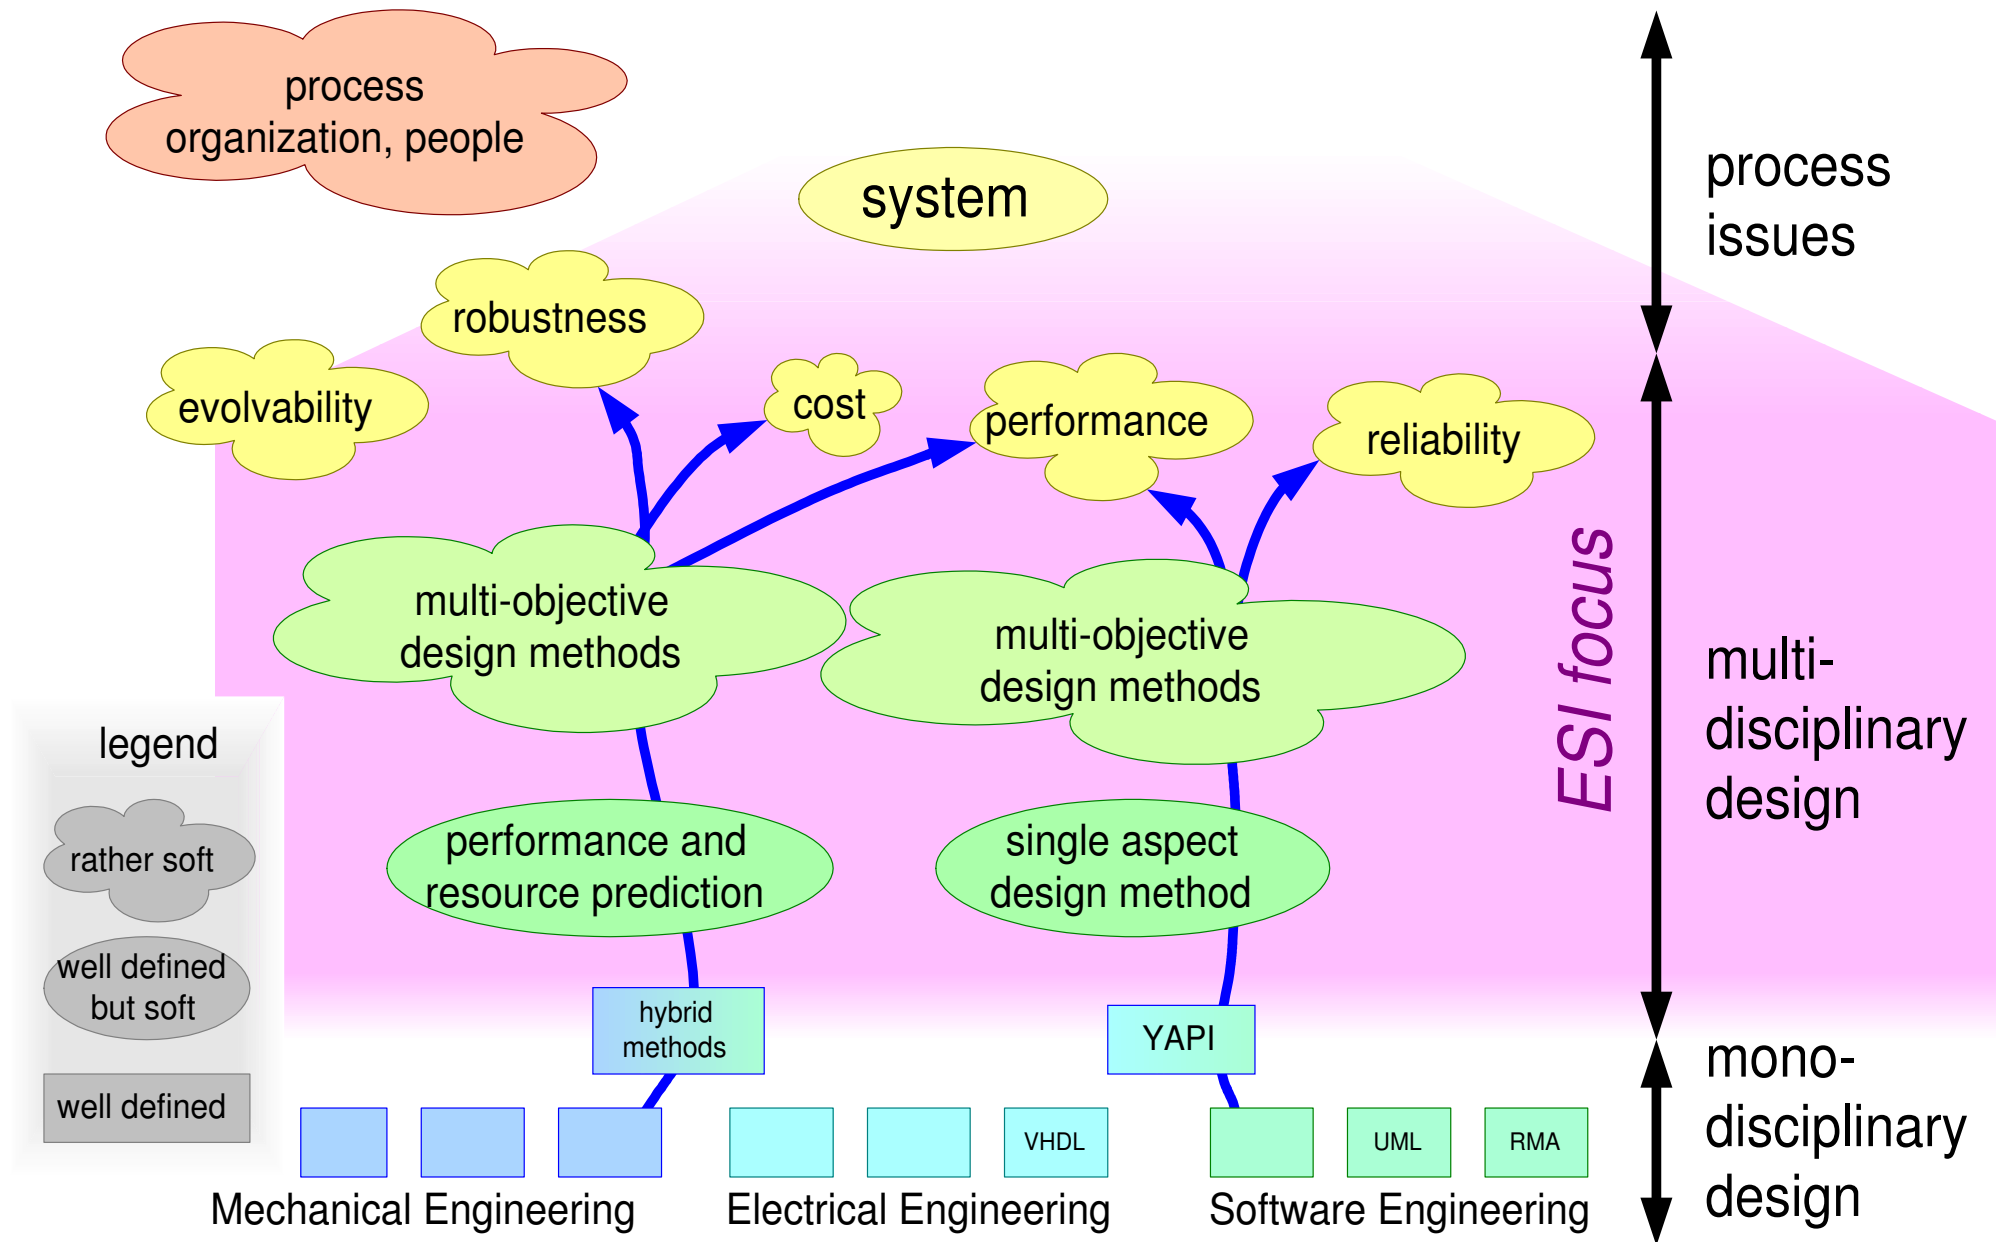 process
organization, people
system
process
issues
robustness
evolvability
cost
performance
reliability
ESI focus
multi-objective
design methods
multi-objective
design methods
multi-
disciplinary
design
legend
rather soft
well defined
but soft
well defined
performance and
resource prediction
single aspect
design method
hybrid
methods
YAPI
mono-
disciplinary
design
VHDL
UML
RMA
Mechanical Engineering
Electrical Engineering
Software Engineering